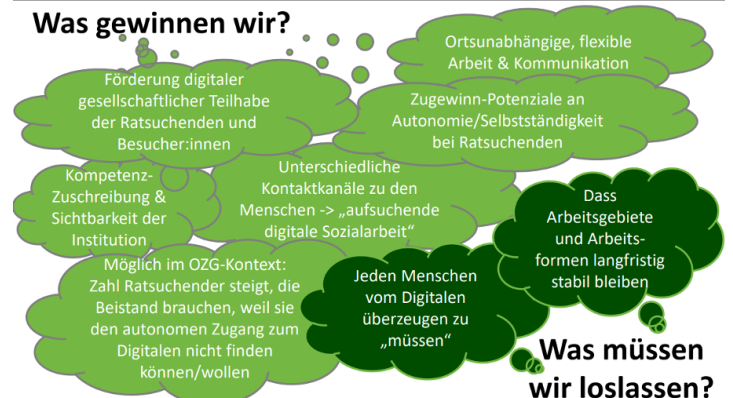 Was gewinnen wir?
Ortsunabhängige, flexible
Arbeit & Kommunikation
Förderung digitaler
gesellschaftlicher Teilhabe
der Ratsuchenden und
Besucher:innen
Zugewinn-Potenziale an
Autonomie/Selbstständigkeit
bei Ratsuchenden
Kompetenz-
Zuschreibung &
Sichtbarkeit der
Institution
Unterschiedliche
Kontaktkanäle zu den
Menschen -> „aufsuchende
digitale Sozialarbeit“
Dass
Arbeitsgebiete
und Arbeits-
formen langfristig
stabil bleiben
Möglich im OZG-Kontext:
Zahl Ratsuchender steigt, die
Beistand brauchen, weil sie
den autonomen Zugang zum
Digitalen nicht finden
können/wollen
Jeden Menschen
vom Digitalen
überzeugen zu
„müssen“
Was müssen
wir loslassen?